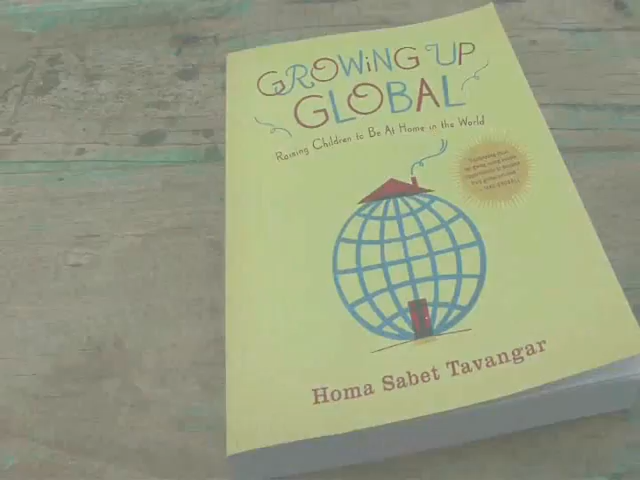 GROWING UP
GLOBAL
Raising Children to Be At Home in the World
Homa Sabet Tavangar